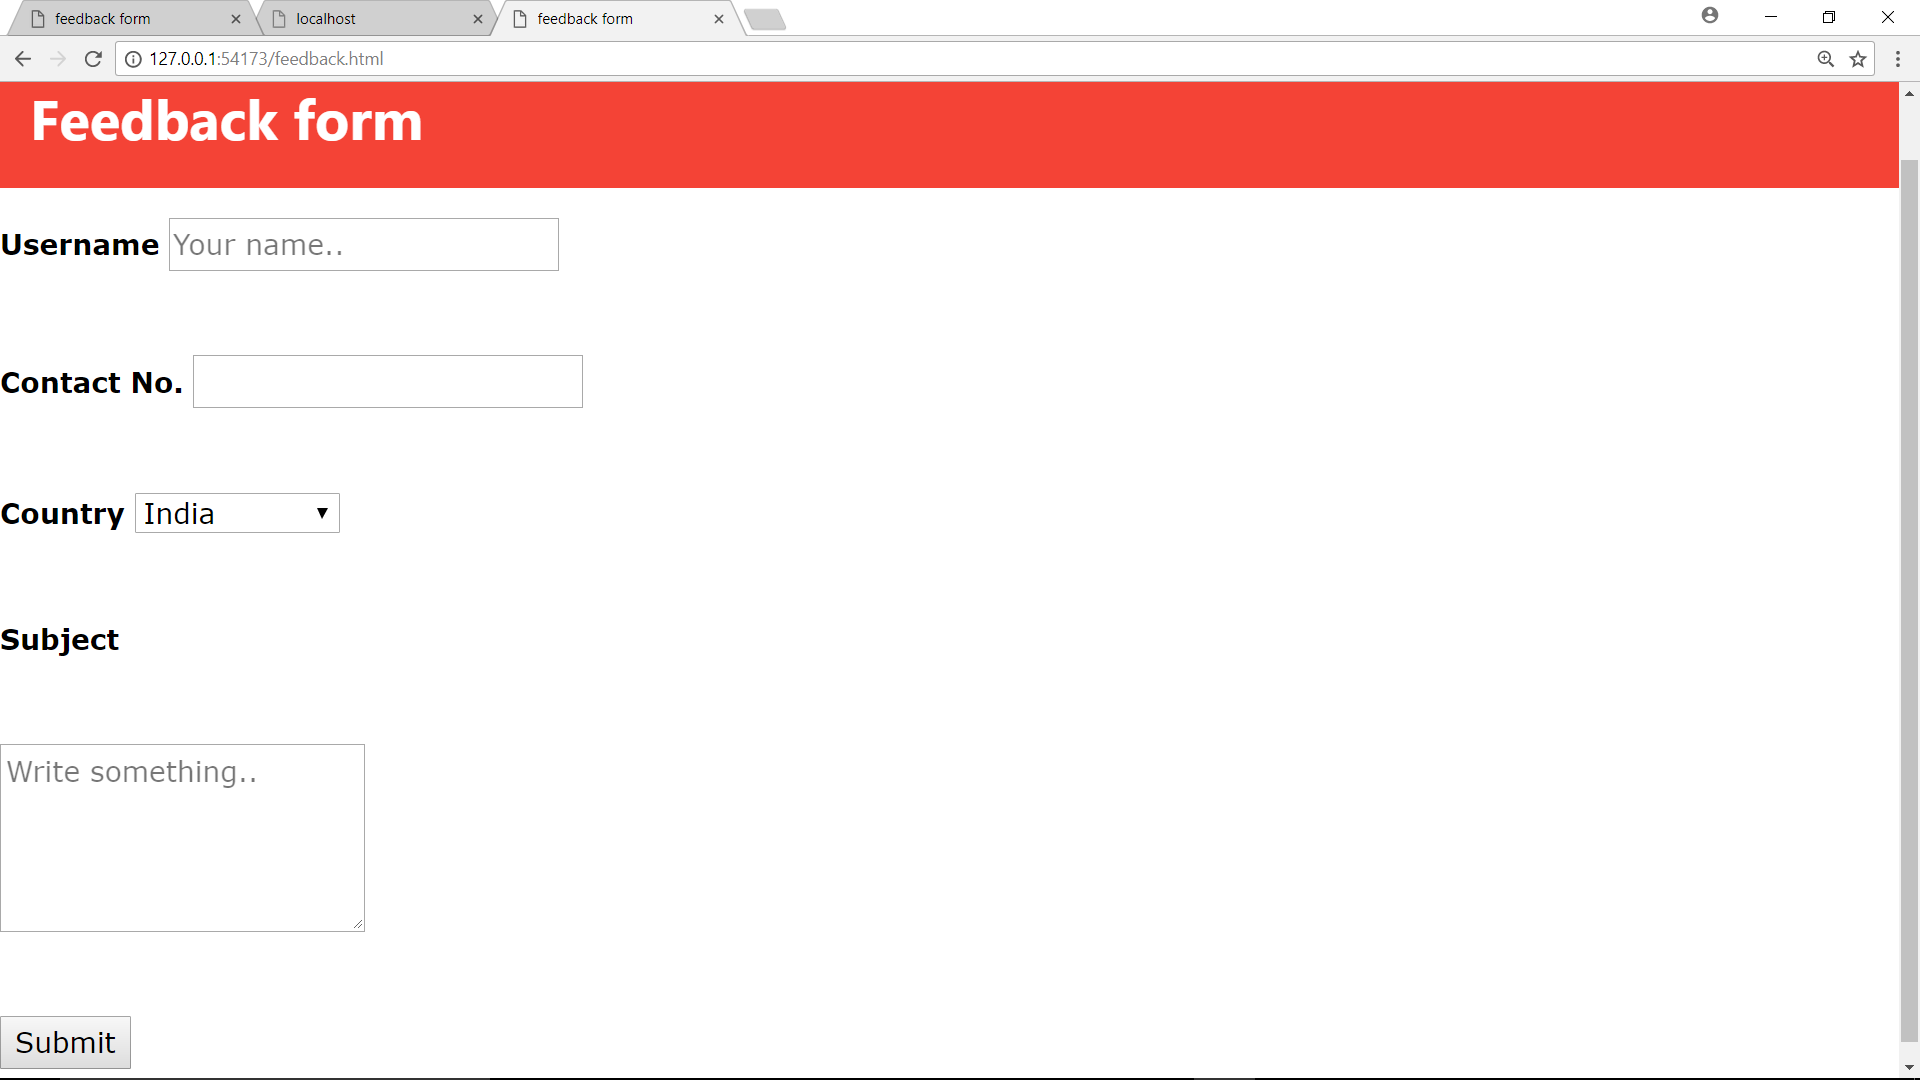 feedback form
localhost
feedback form
127.0.0.1:54173/feedback.html
Feedback form
Username Your name..
Contact No.
Country India
Subject
Write something..
Submit